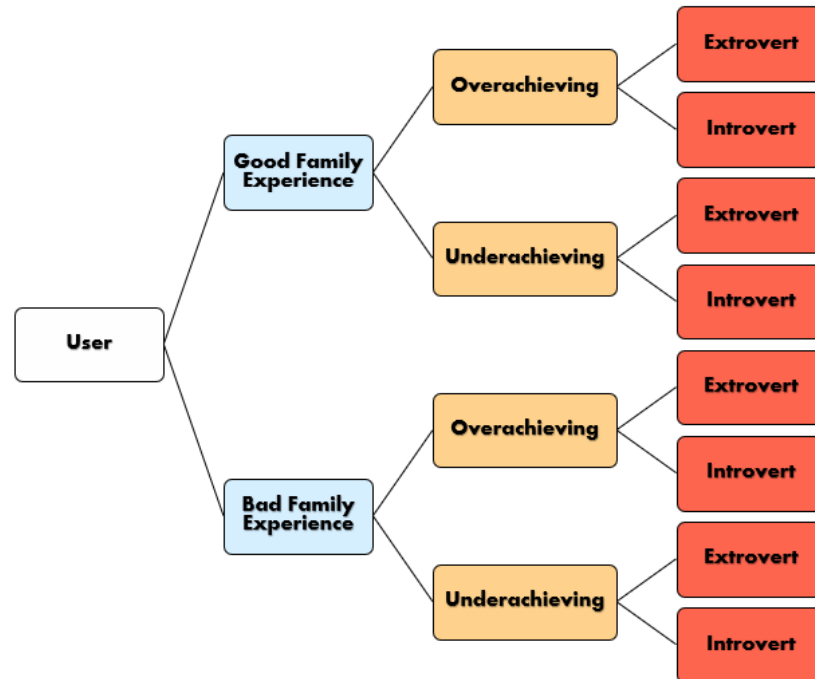 User
Good Family
Experience
Bad Family
Experience
Overachieving
Underachieving
Overachieving
Underachieving
Extrovert
Introvert
Extrovert
Introvert
Extrovert
Introvert
Extrovert
Introvert